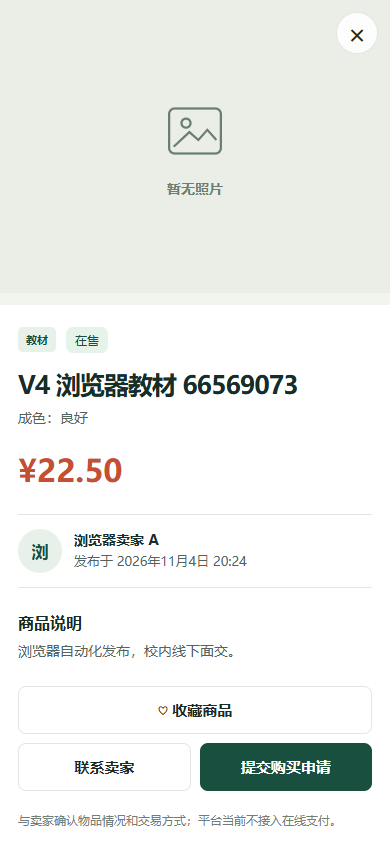 暂无照片
教材 在售
V4 浏览器教材 66569073
成色：良好
¥22.50
浏
浏览器卖家 A
发布于 2026年11月4日 20:24
商品说明
浏览器自动化发布，校内线下面交。
♡ 收藏商品
联系卖家 提交购买申请
与卖家确认物品情况和交易方式；平台当前不接入在线支付。